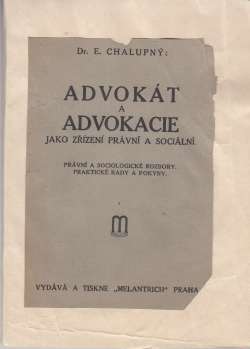 Dr. E. CHALUPNÝ:
ADVOKÁT
A
ADVOKACIE
JAKO ZŘÍZENÍ PRÁVNÍ A SOCIÁLNÍ.
PRÁVNÍ A SOCIOLOGICKÉ ROZBORY.
PRAKTICKÉ RADY A POKYNY.
M
VYDÁVÁ A TISKNE „MELANTRICH“ PRAHA